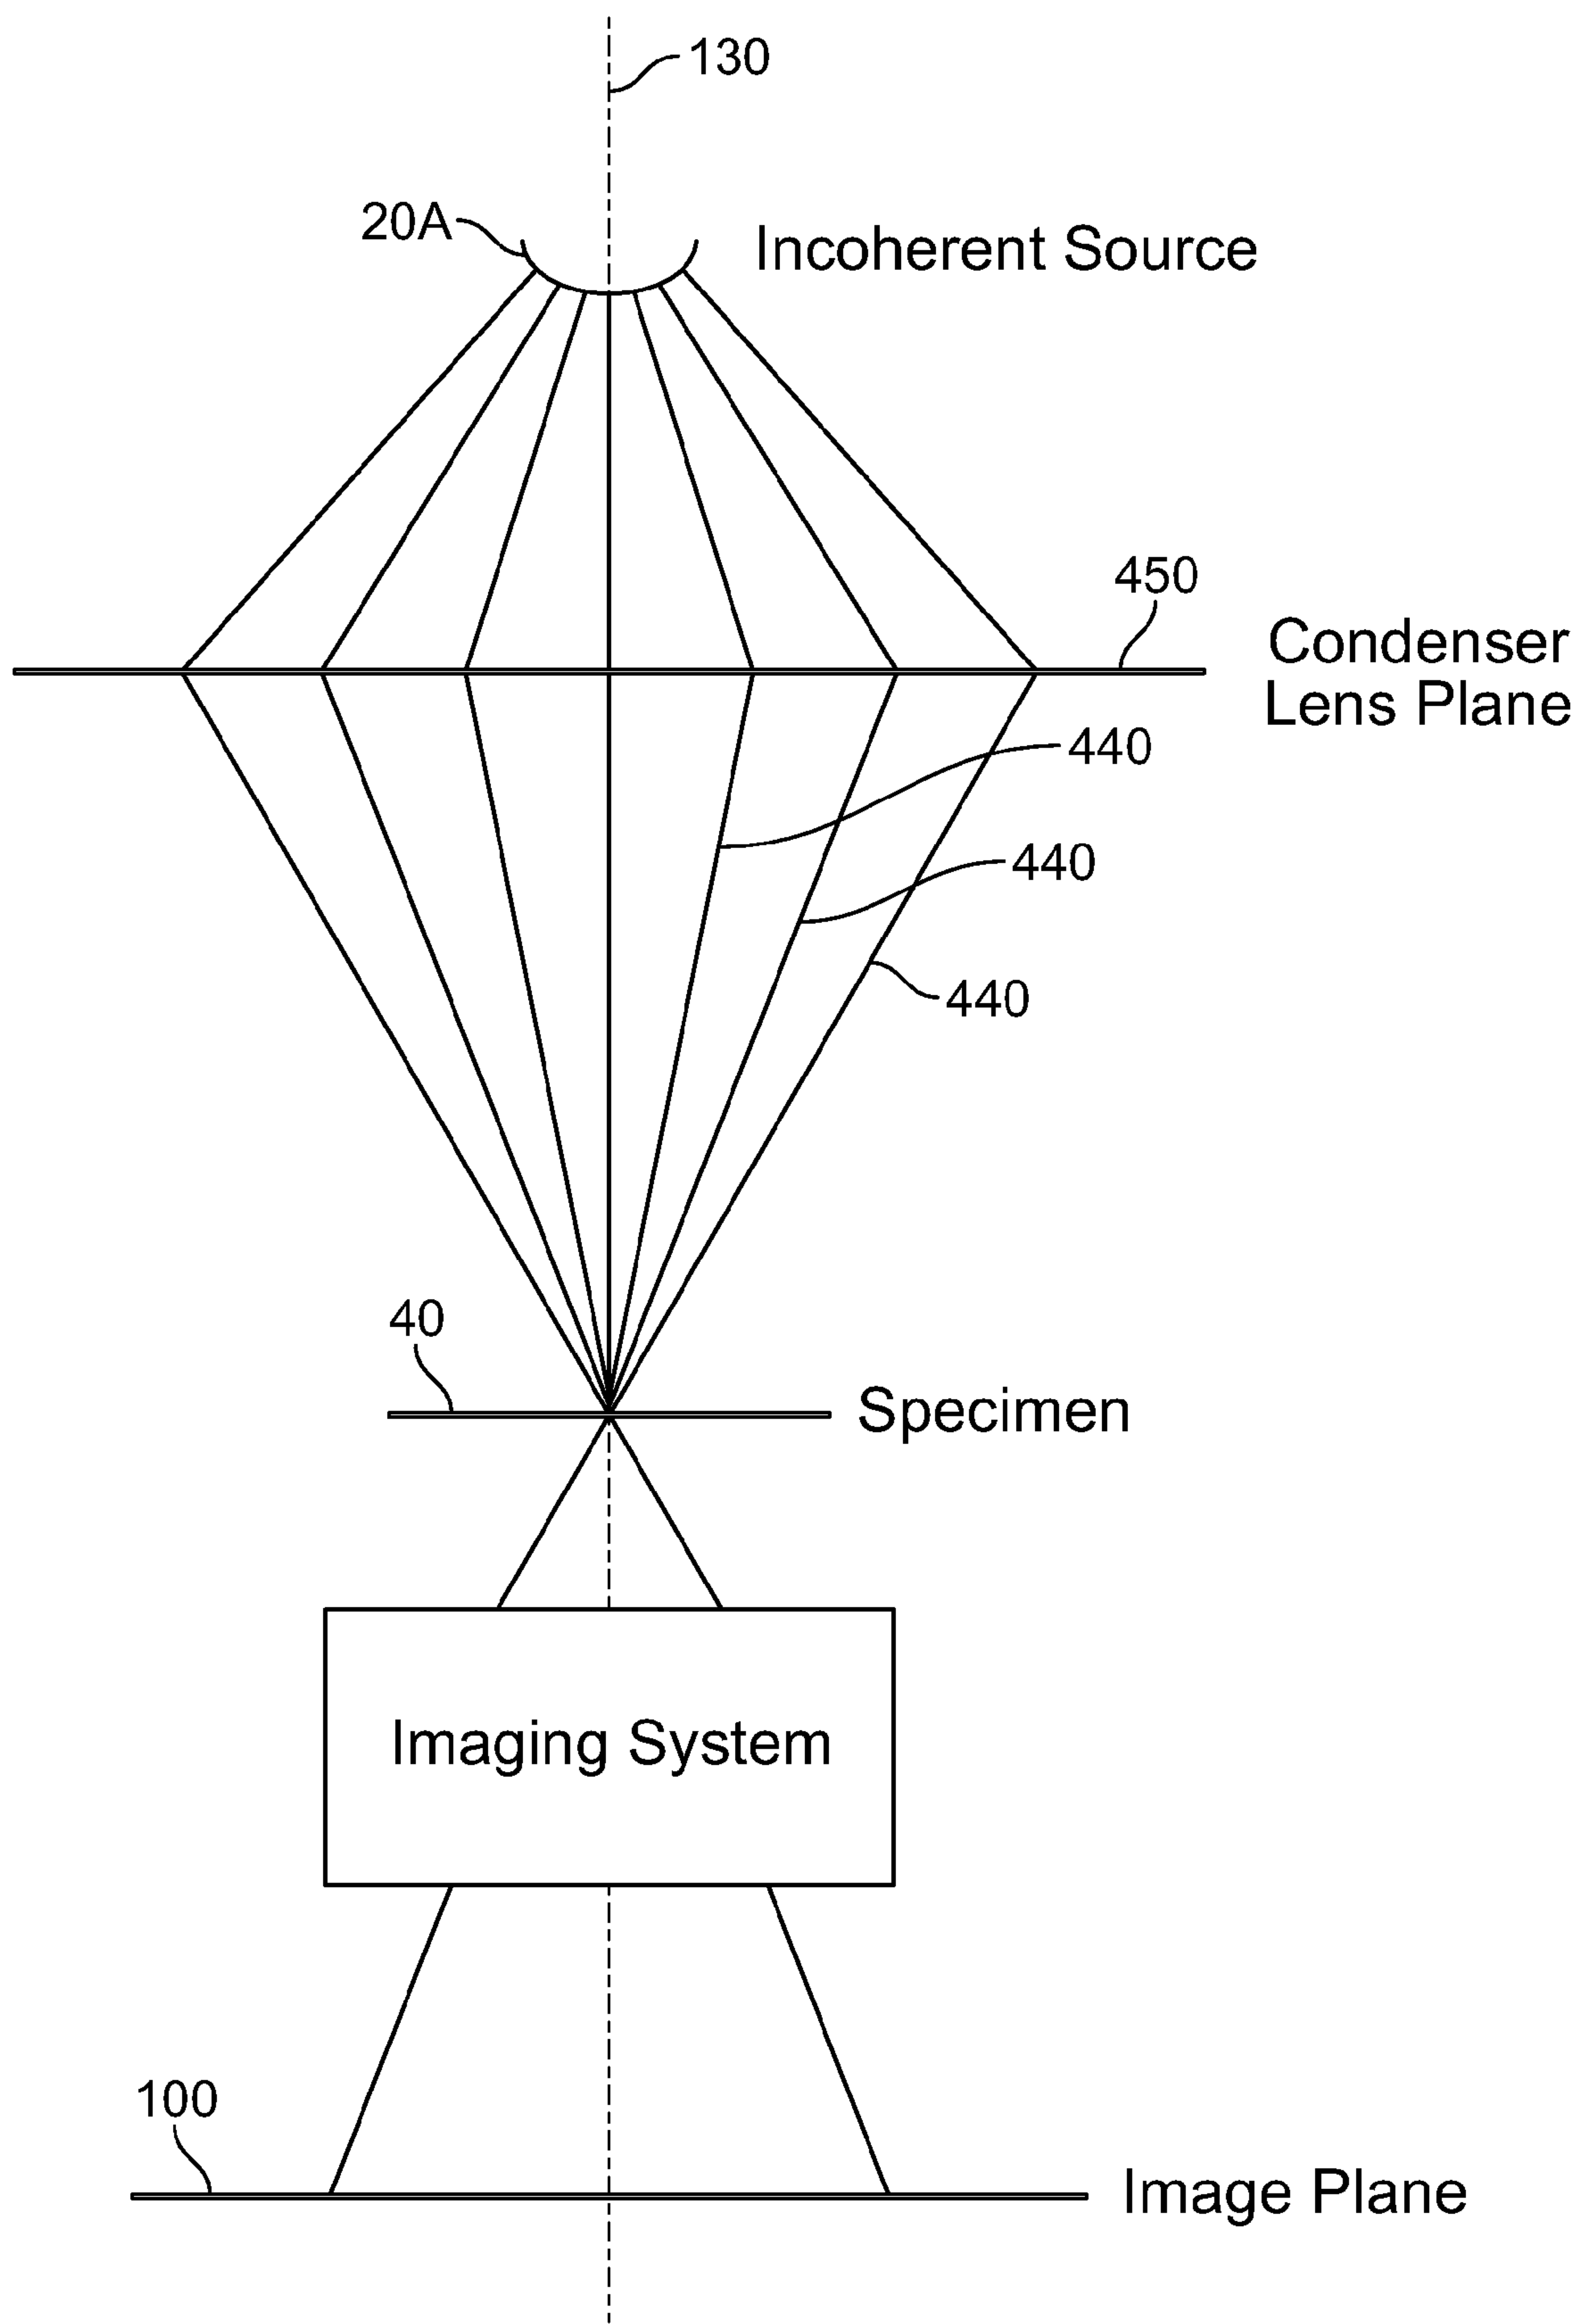 130
20A
Incoherent Source
450
Condenser
Lens Plane
440
440
440
40
Specimen
Imaging System
100
Image Plane